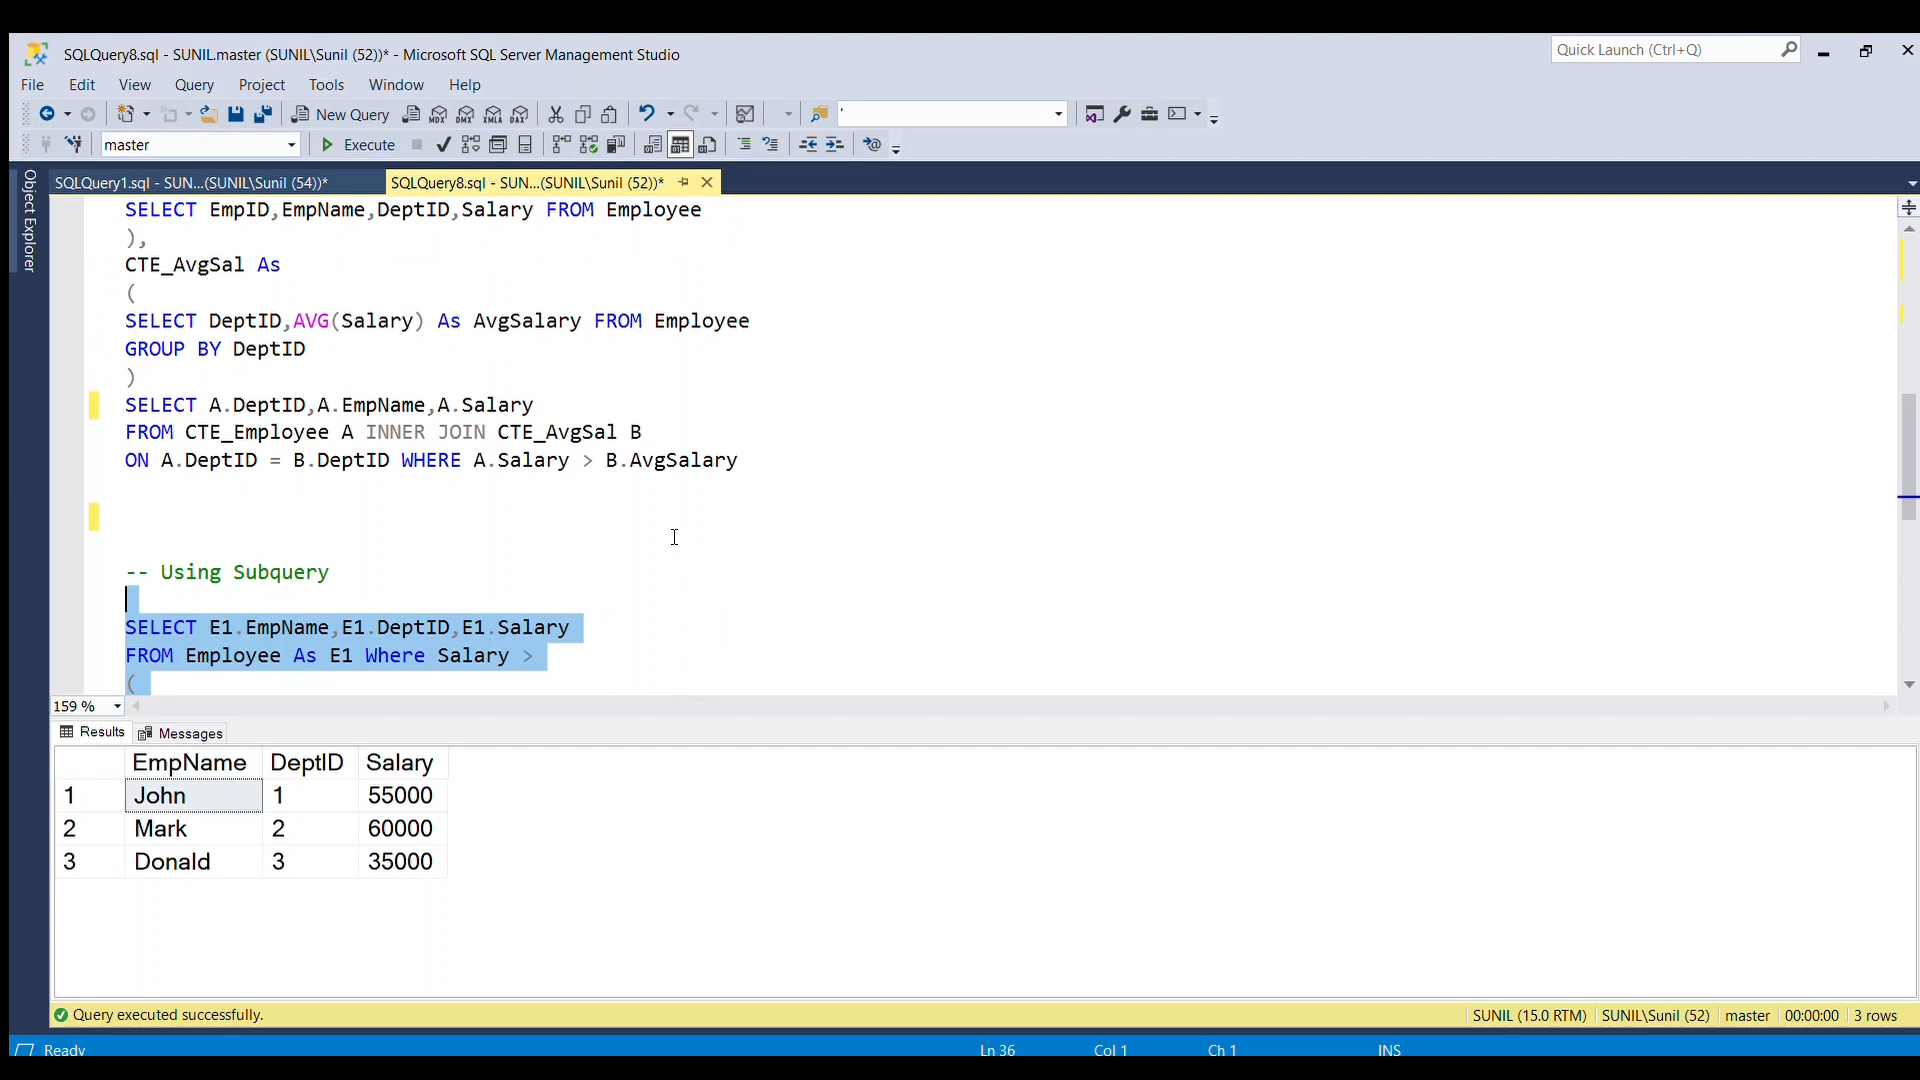 SQLQuery8.sql - SUNIL.master (SUNIL\Sunil (52))* - Microsoft SQL Server Management Studio
Quick Launch (Ctrl+Q)
File Edit View Query Project Tools Window Help
New Query MDX DMX XMLA DAX '
master Execute
Object Explorer
SQLQuery1.sql - SUN...(SUNIL\Sunil (54))* SQLQuery8.sql - SUN...(SUNIL\Sunil (52))*
SELECT EmpID,EmpName,DeptID,Salary FROM Employee
),
CTE_AvgSal As
(
SELECT DeptID,AVG(Salary) As AvgSalary FROM Employee
GROUP BY DeptID
)
SELECT A.DeptID,A.EmpName,A.Salary
FROM CTE_Employee A INNER JOIN CTE_AvgSal B
ON A.DeptID = B.DeptID WHERE A.Salary > B.AvgSalary
-- Using Subquery
SELECT E1.EmpName,E1.DeptID,E1.Salary
FROM Employee As E1 Where Salary >
(
159 %
Results Messages
EmpName DeptID Salary
1 John 1 55000
2 Mark 2 60000
3 Donald 3 35000
Query executed successfully. SUNIL (15.0 RTM) SUNIL\Sunil (52) master 00:00:00 3 rows
Ready Ln 36 Col 1 Ch 1 INS